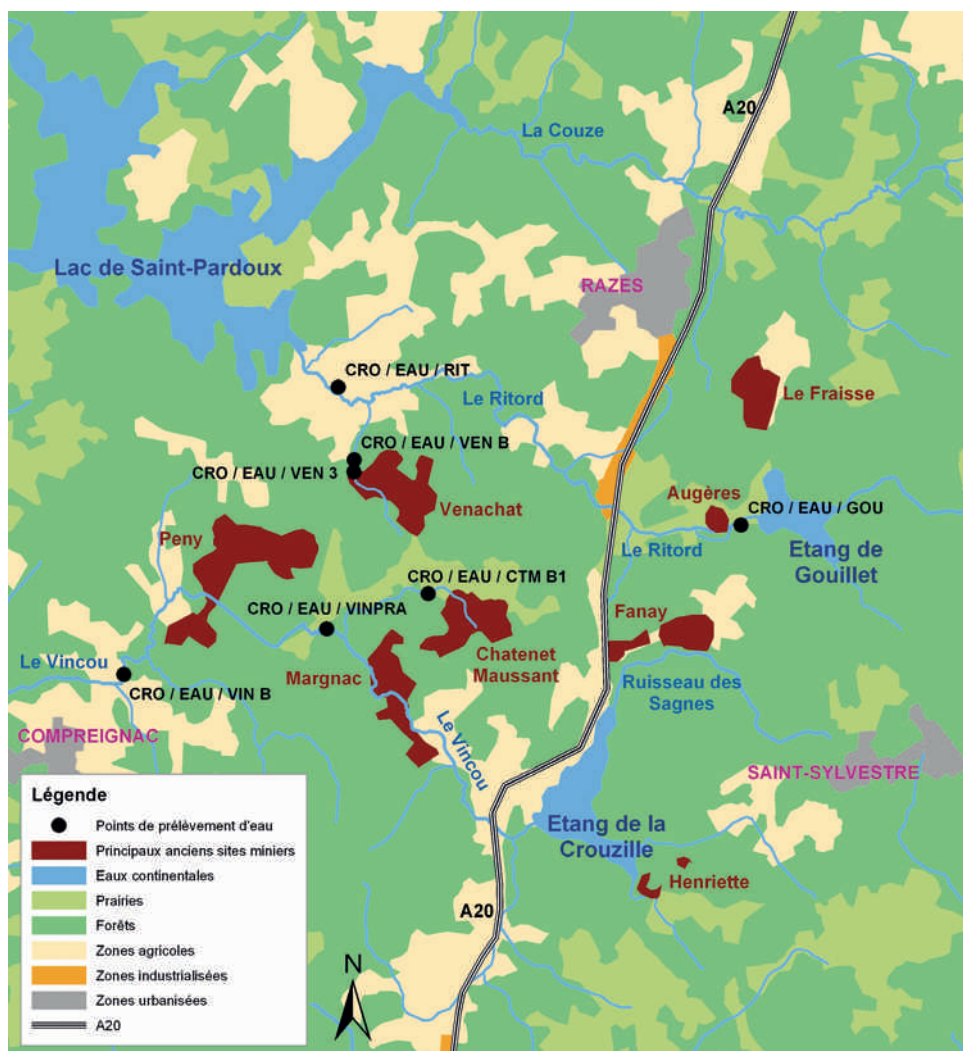 A20
La Couze
Lac de Saint-Pardoux
RAZES
CRO / EAU / RIT
Le Ritord
Le Fraisse
CRO / EAU / VEN B
CRO / EAU / VEN 3
Venachat
Augères
CRO / EAU / GOU
Peny
Le Ritord
Etang de
Gouillet
CRO / EAU / CTM B1
CRO / EAU / VINPRA
Fanay
Chatenet
Maussant
Le Vincou
Margnac
Ruisseau des
Sagnes
CRO / EAU / VIN B
COMPREIGNAC
Le Vincou
SAINT-SYLVESTRE
Etang de la
Crouzille
Henriette
A20
N
Légende
Points de prélèvement d'eau
Principaux anciens sites miniers
Eaux continentales
Prairies
Forêts
Zones agricoles
Zones industrialisées
Zones urbanisées
A20